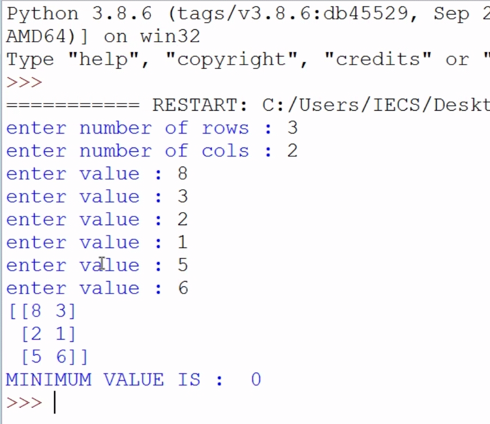 Python 3.8.6 (tags/v3.8.6:db45529, Sep 2
AMD64)] on win32
Type "help", "copyright", "credits" or "
>>>
=========== RESTART: C:/Users/IECS/Deskt
enter number of rows : 3
enter number of cols : 2
enter value : 8
enter value : 3
enter value : 2
enter value : 1
enter value : 5
enter value : 6
[[8 3]
 [2 1]
 [5 6]]
MINIMUM VALUE IS :  0
>>>